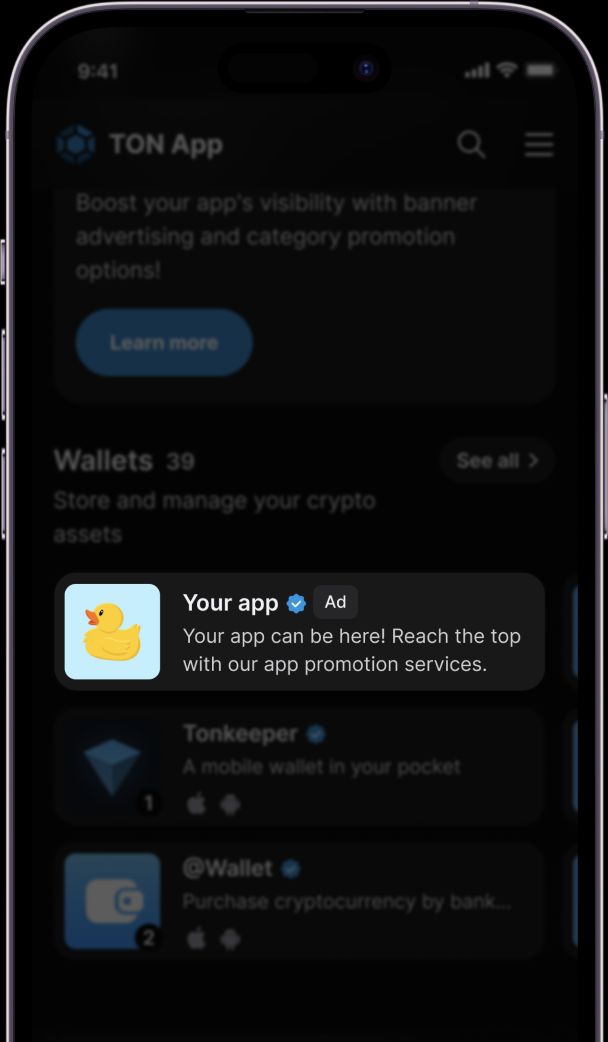 9:41
TON App
Boost your app's visibility with banner
advertising and category promotion
options!
Learn more
Wallets 39
See all
Store and manage your crypto
assets
Your app Ad
Your app can be here! Reach the top
with our app promotion services.
Tonkeeper
A mobile wallet in your pocket
1
@Wallet
Purchase cryptocurrency by bank...
2